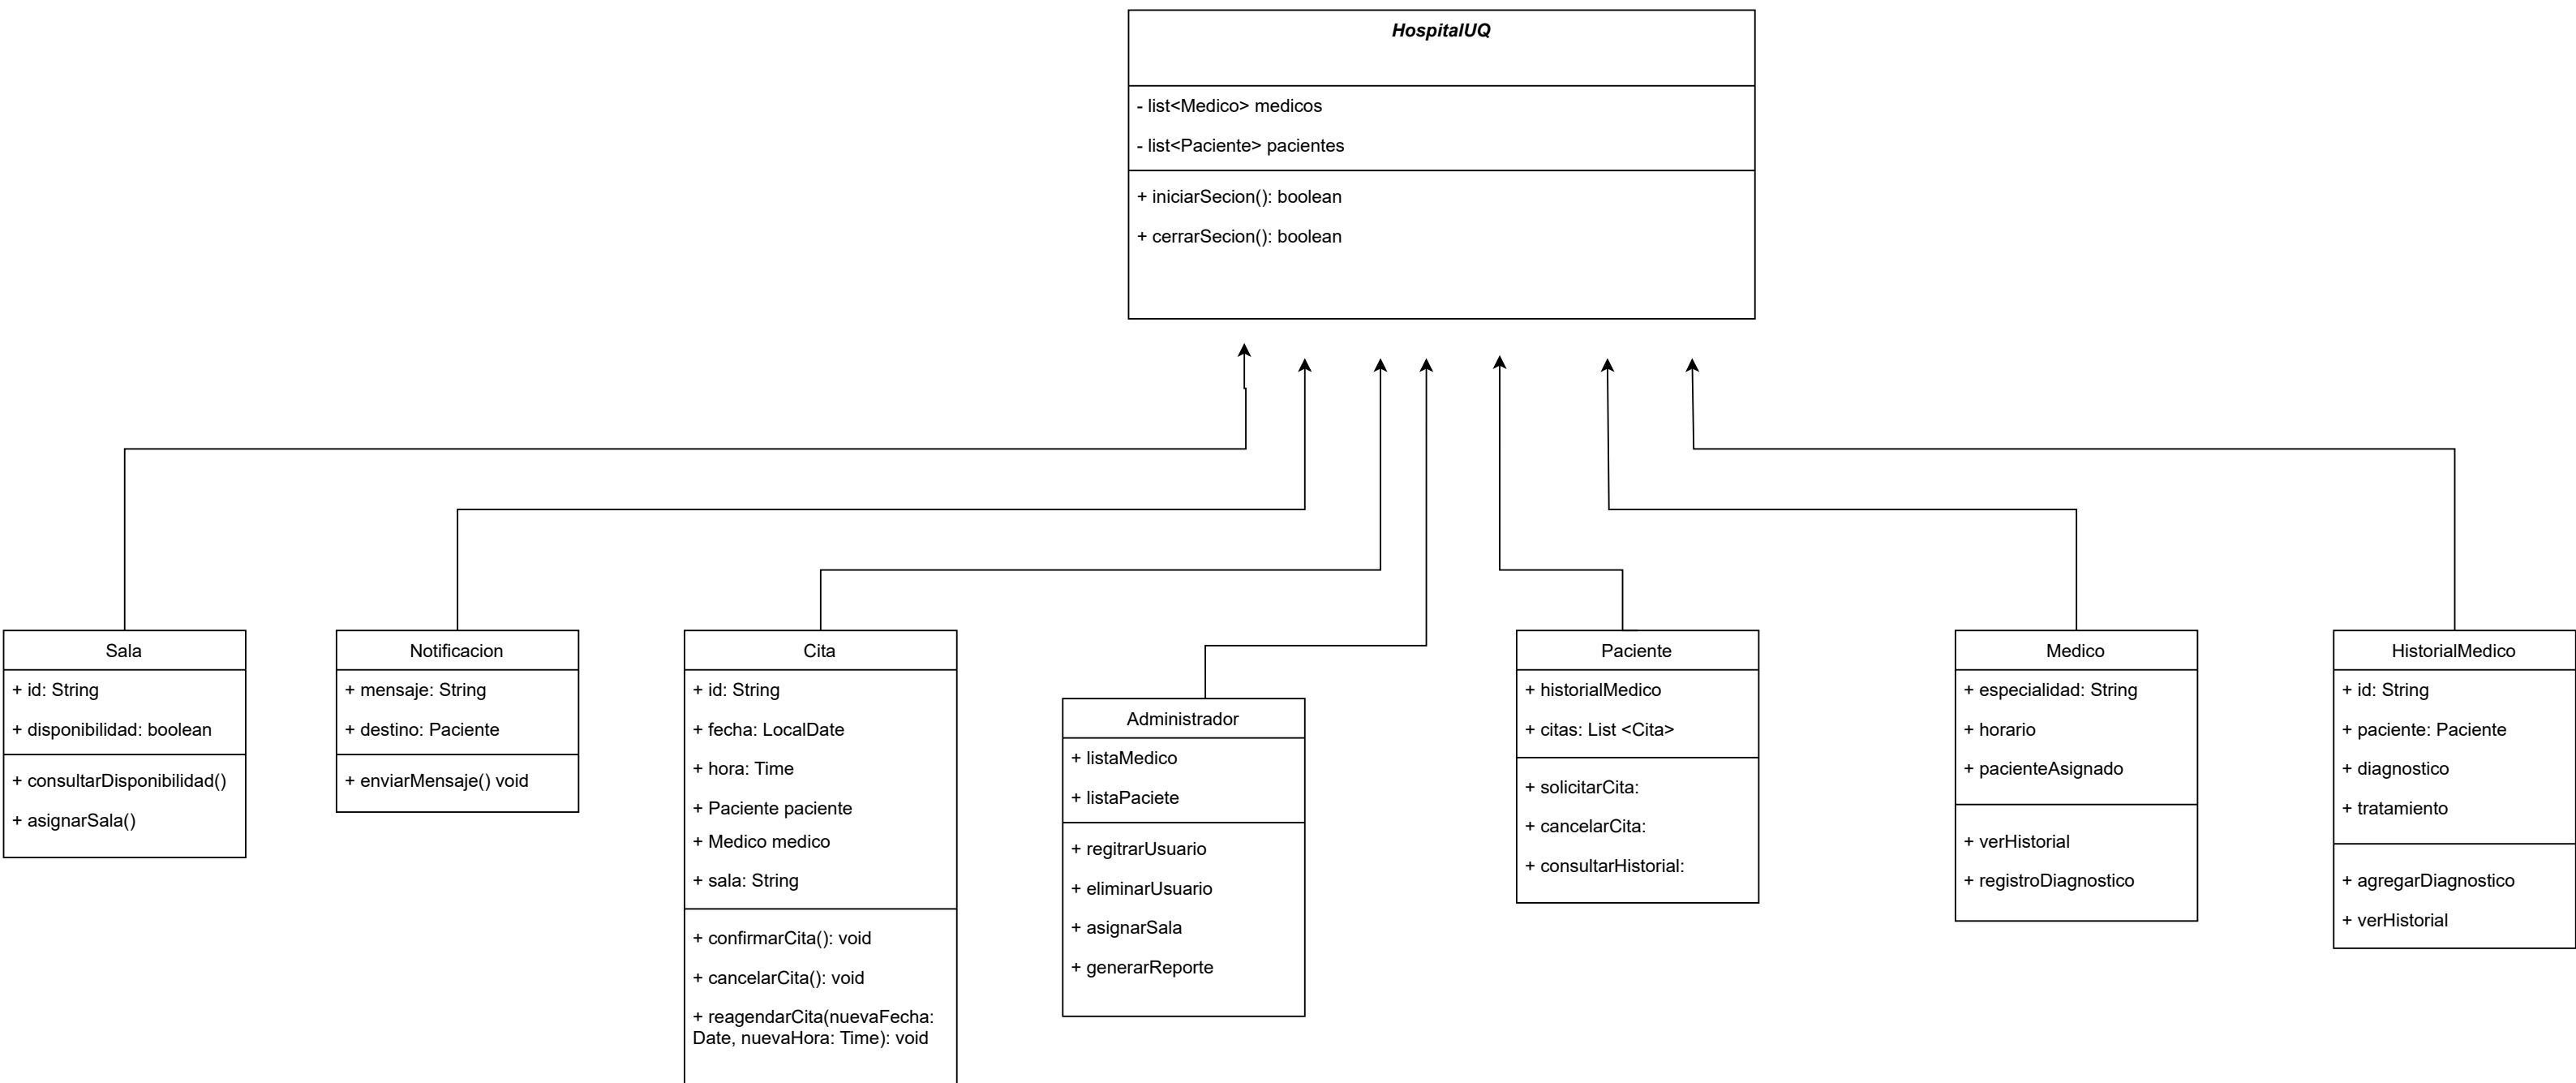 HospitalUQ
- list<Medico> medicos
- list<Paciente> pacientes
+ iniciarSecion(): boolean
+ cerrarSecion(): boolean
Sala
+ id: String
+ disponibilidad: boolean
+ consultarDisponibilidad()
+ asignarSala()
Notificacion
+ mensaje: String
+ destino: Paciente
+ enviarMensaje() void
Cita
+ id: String
+ fecha: LocalDate
+ hora: Time
+ Paciente paciente
+ Medico medico
+ sala: String
+ confirmarCita(): void
+ cancelarCita(): void
+ reagendarCita(nuevaFecha:
Date, nuevaHora: Time): void
Administrador
+ listaMedico
+ listaPaciete
+ regitrarUsuario
+ eliminarUsuario
+ asignarSala
+ generarReporte
Paciente
+ historialMedico
+ citas: List <Cita>
+ solicitarCita:
+ cancelarCita:
+ consultarHistorial:
Medico
+ especialidad: String
+ horario
+ pacienteAsignado
+ verHistorial
+ registroDiagnostico
HistorialMedico
+ id: String
+ paciente: Paciente
+ diagnostico
+ tratamiento
+ agregarDiagnostico
+ verHistorial